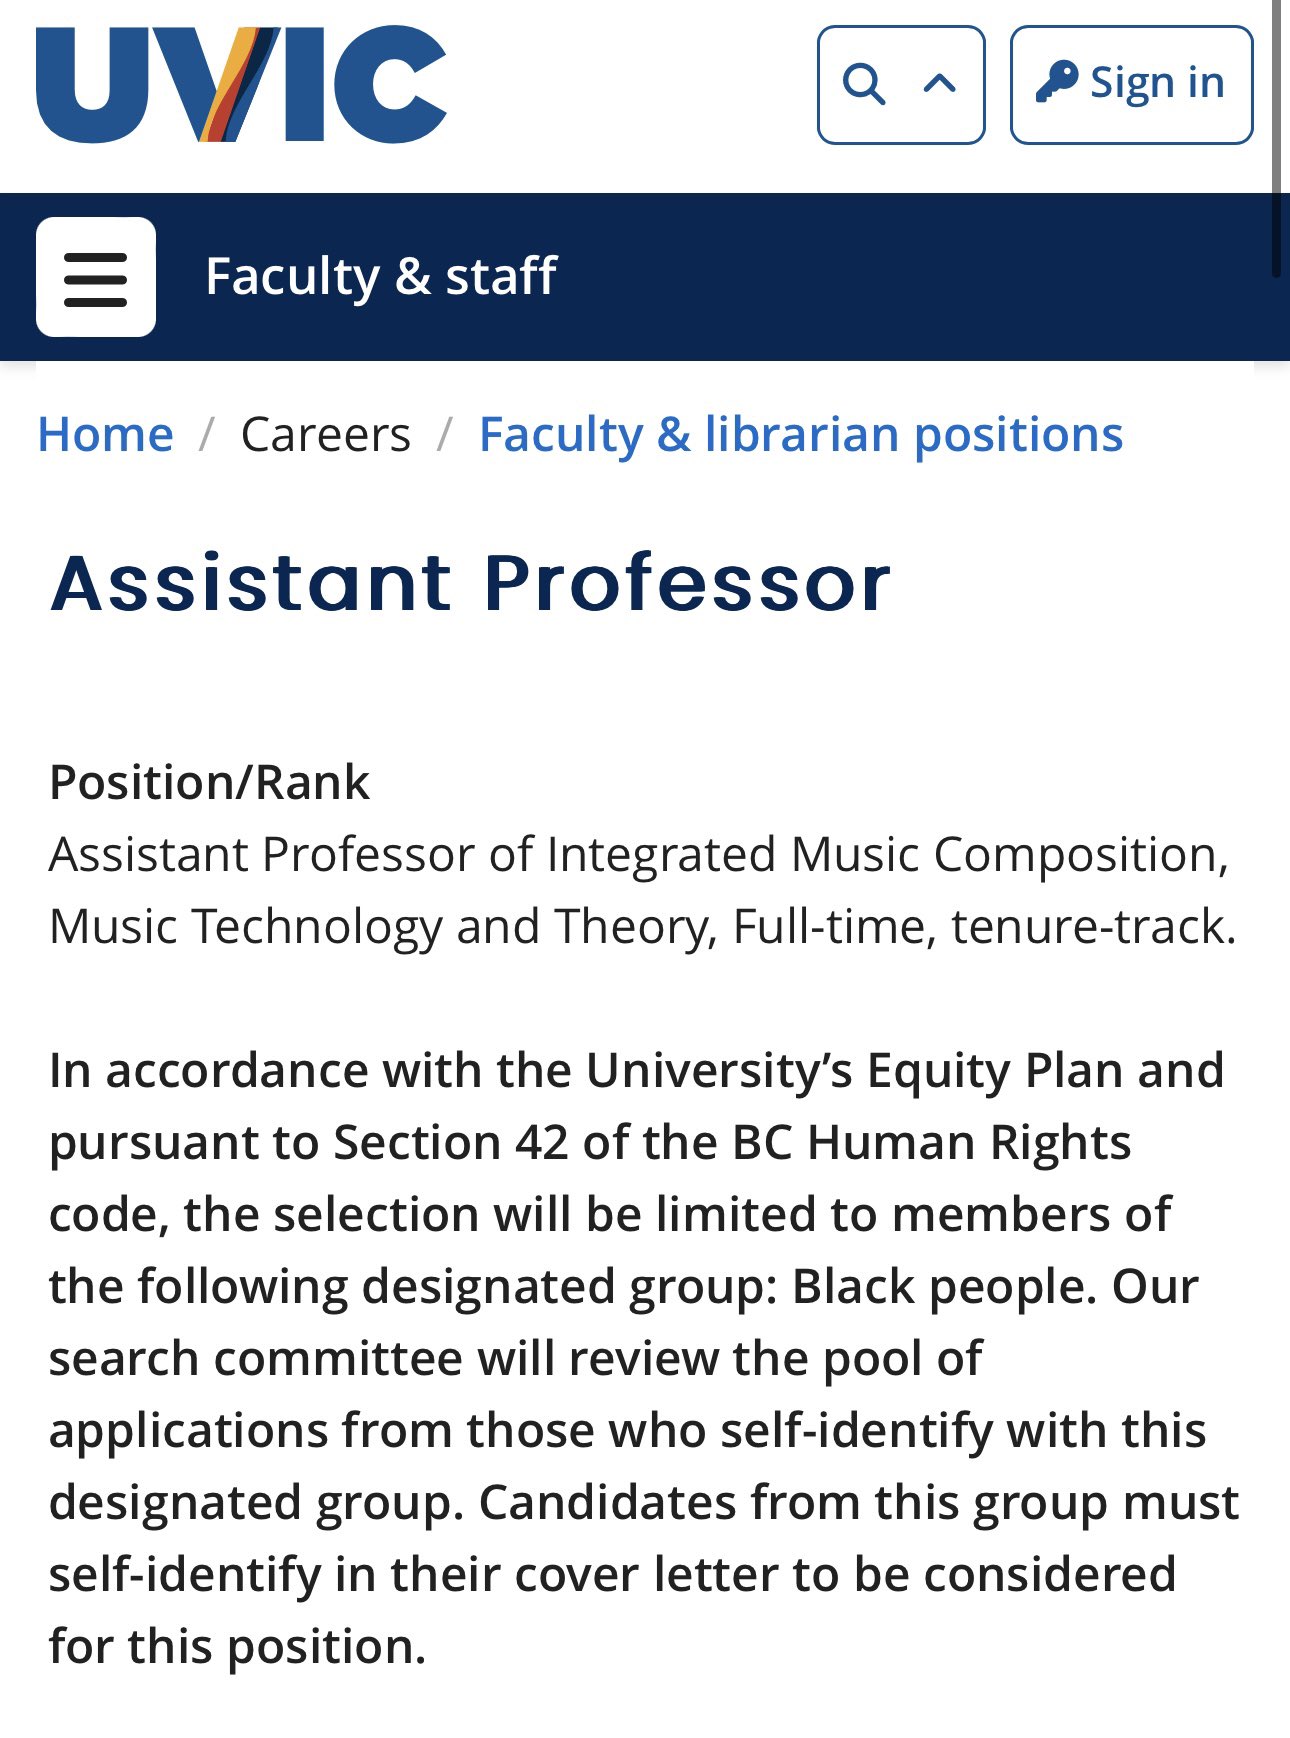 UVIC
Sign in
Faculty & staff
Home / Careers / Faculty & librarian positions
Assistant Professor
Position/Rank
Assistant Professor of Integrated Music Composition,
Music Technology and Theory, Full-time, tenure-track.
In accordance with the University’s Equity Plan and
pursuant to Section 42 of the BC Human Rights
code, the selection will be limited to members of
the following designated group: Black people. Our
search committee will review the pool of
applications from those who self-identify with this
designated group. Candidates from this group must
self-identify in their cover letter to be considered
for this position.